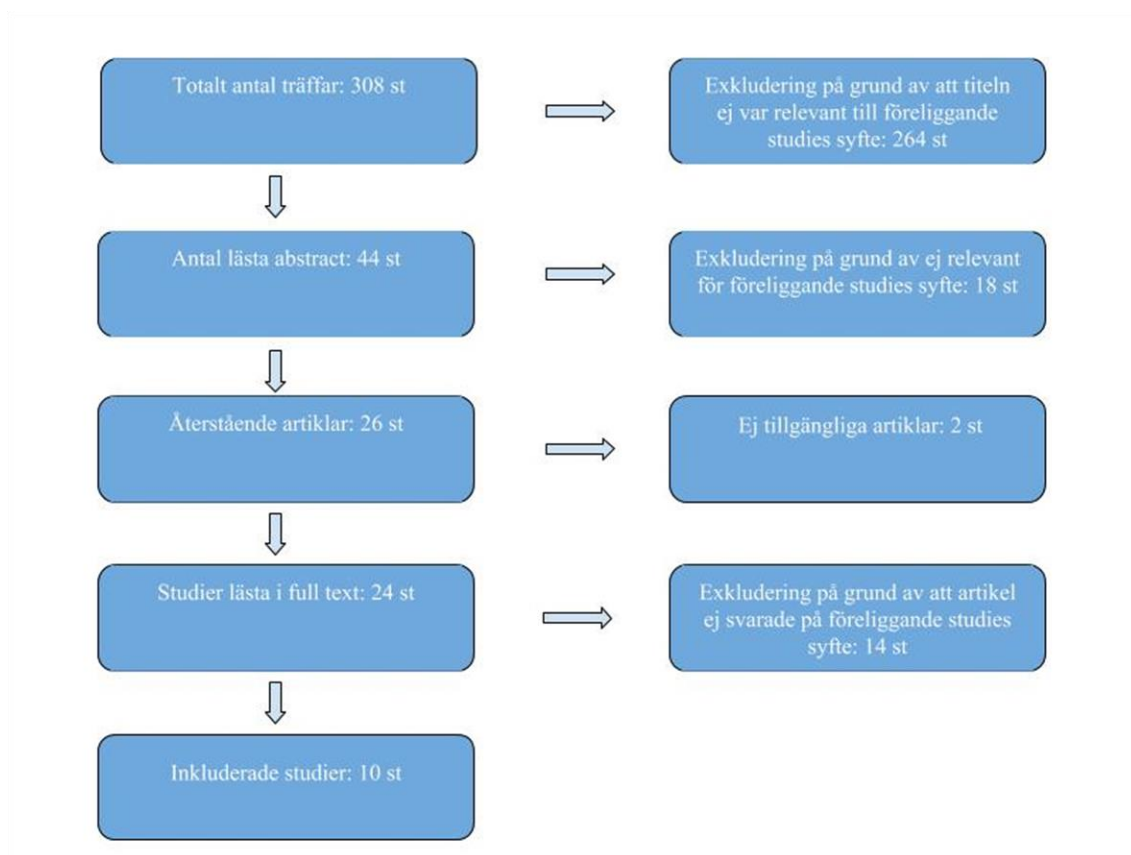 Totalt antal träffar: 308 st
Exkludering på grund av att titeln
ej var relevant till föreliggande
studies syfte: 264 st
Antal lästa abstract: 44 st
Exkludering på grund av ej relevant
för föreliggande studies syfte: 18 st
Återstående artiklar: 26 st
Ej tillgängliga artiklar: 2 st
Studier lästa i full text: 24 st
Exkludering på grund av att artikel
ej svarade på föreliggande studies
syfte: 14 st
Inkluderade studier: 10 st